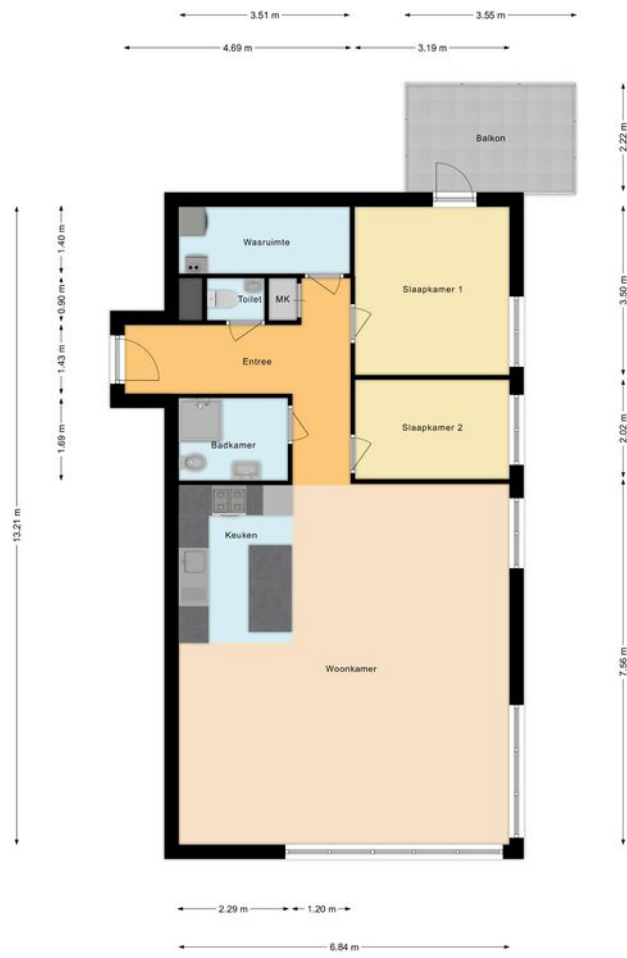 3.51 m
3.55 m
4.69 m
3.19 m
2.22 m
Balkon
1.40 m
Wasruimte
0.90 m
Toilet
MK
Slaapkamer 1
3.50 m
1.43 m
Entree
1.69 m
Badkamer
Slaapkamer 2
2.02 m
13.21 m
Keuken
Woonkamer
7.56 m
2.29 m
1.20 m
6.84 m